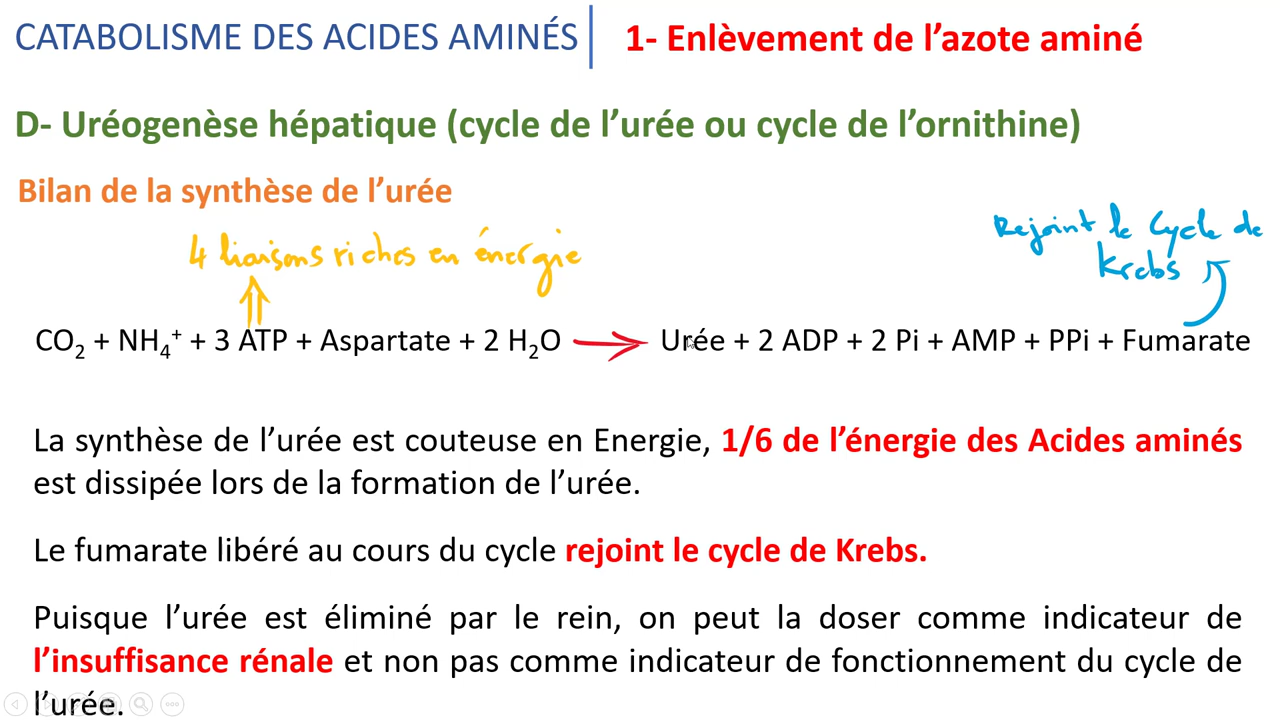 CATABOLISME DES ACIDES AMINÉS
1- Enlèvement de l'azote aminé
D- Uréogenèse hépatique (cycle de l'urée ou cycle de l'ornithine)
Bilan de la synthèse de l'urée
4 liaisons riches en énergie
Rejoint le cycle de
Krebs
CO₂ + NH₄⁺ + 3 ATP + Aspartate + 2 H₂O → Urée + 2 ADP + 2 Pi + AMP + PPi + Fumarate
La synthèse de l'urée est couteuse en Energie, 1/6 de l'énergie des Acides aminés
est dissipée lors de la formation de l'urée.
Le fumarate libéré au cours du cycle rejoint le cycle de Krebs.
Puisque l'urée est éliminé par le rein, on peut la doser comme indicateur de
l'insuffisance rénale et non pas comme indicateur de fonctionnement du cycle de
l'urée.